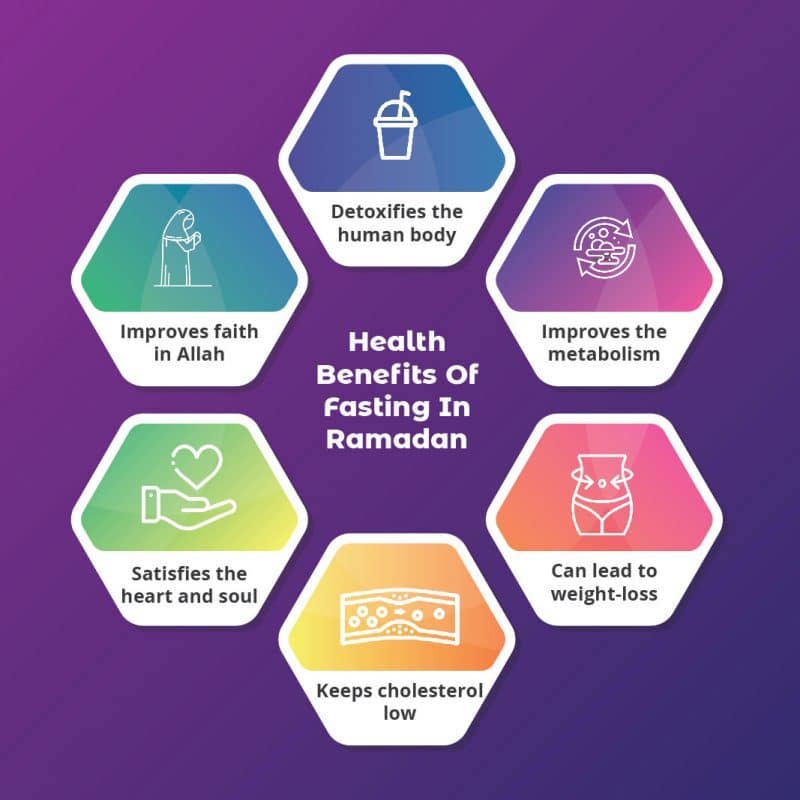 Health
Benefits Of
Fasting In
Ramadan
Detoxifies the
human body
Improves the
metabolism
Can lead to
weight-loss
Keeps cholesterol
low
Satisfies the
heart and soul
Improves faith
in Allah